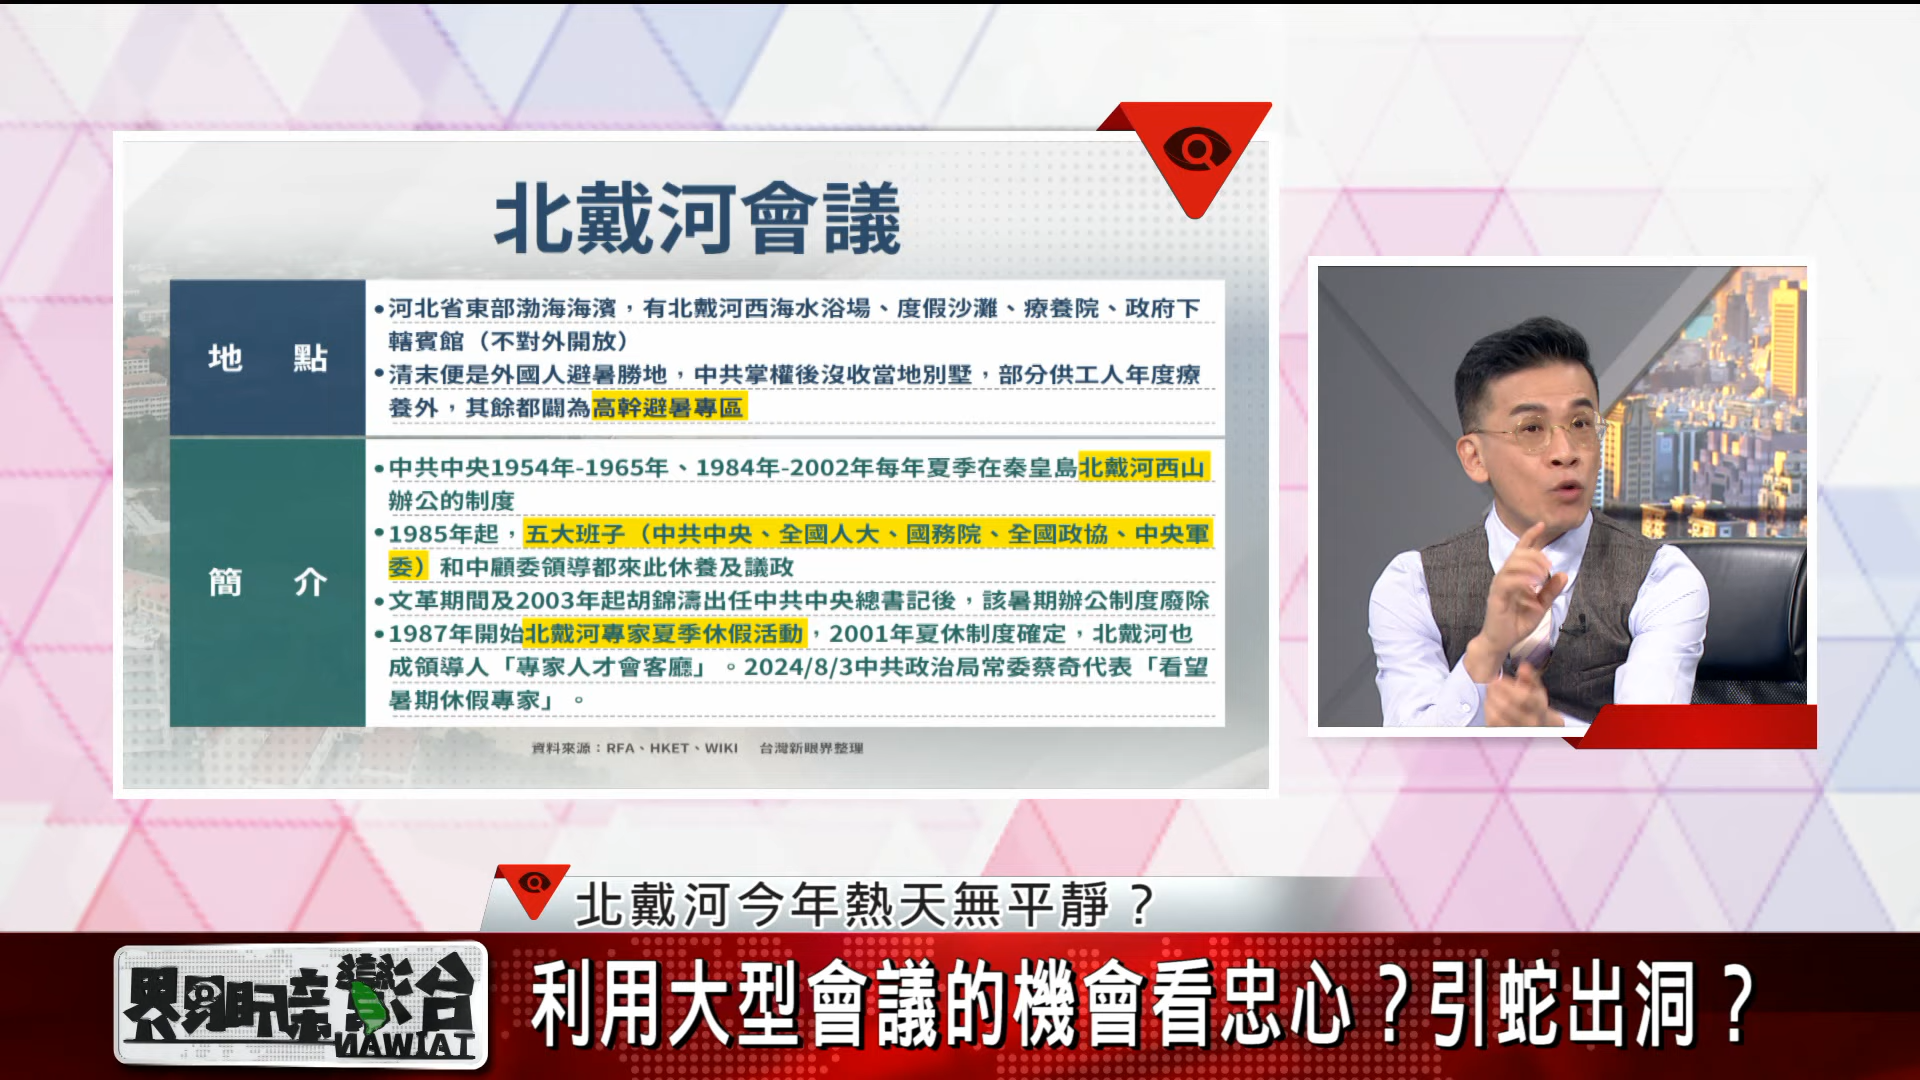 北戴河會議
地 點
•河北省東部渤海海濱，有北戴河西海水浴場、度假沙灘、療養院、政府下
轄賓館（不對外開放）
•清末便是外國人避暑勝地，中共掌權後沒收當地別墅，部分供工人年度療
養外，其餘都闢為高幹避暑專區
簡 介
•中共中央1954年-1965年、1984年-2002年每年夏季在秦皇島北戴河西山
辦公的制度
•1985年起，五大班子（中共中央、全國人大、國務院、全國政協、中央軍
委）和中顧委領導都來此休養及議政
•文革期間及2003年起胡錦濤出任中共中央總書記後，該暑期辦公制度廢除
•1987年開始北戴河專家夏季休假活動，2001年夏休制度確定，北戴河也
成領導人「專家人才會客廳」。2024/8/3中共政治局常委蔡奇代表「看望
暑期休假專家」。
資料來源：RFA、HKET、WIKI 台灣新眼界整理
北戴河今年熱天無平靜？
利用大型會議的機會看忠心？引蛇出洞？
台灣新眼界
TAIWAN